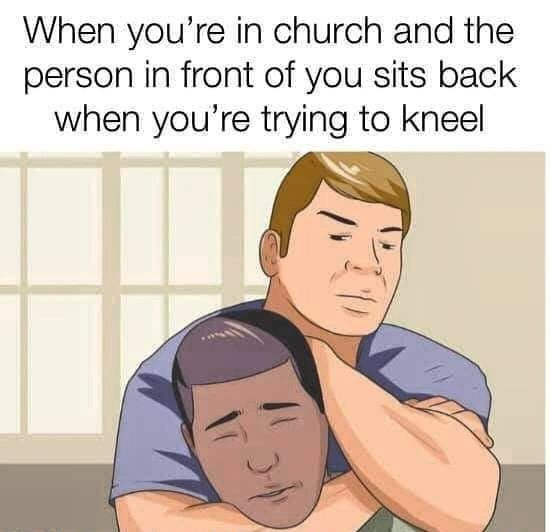 When you’re in church and the
person in front of you sits back
when you’re trying to kneel